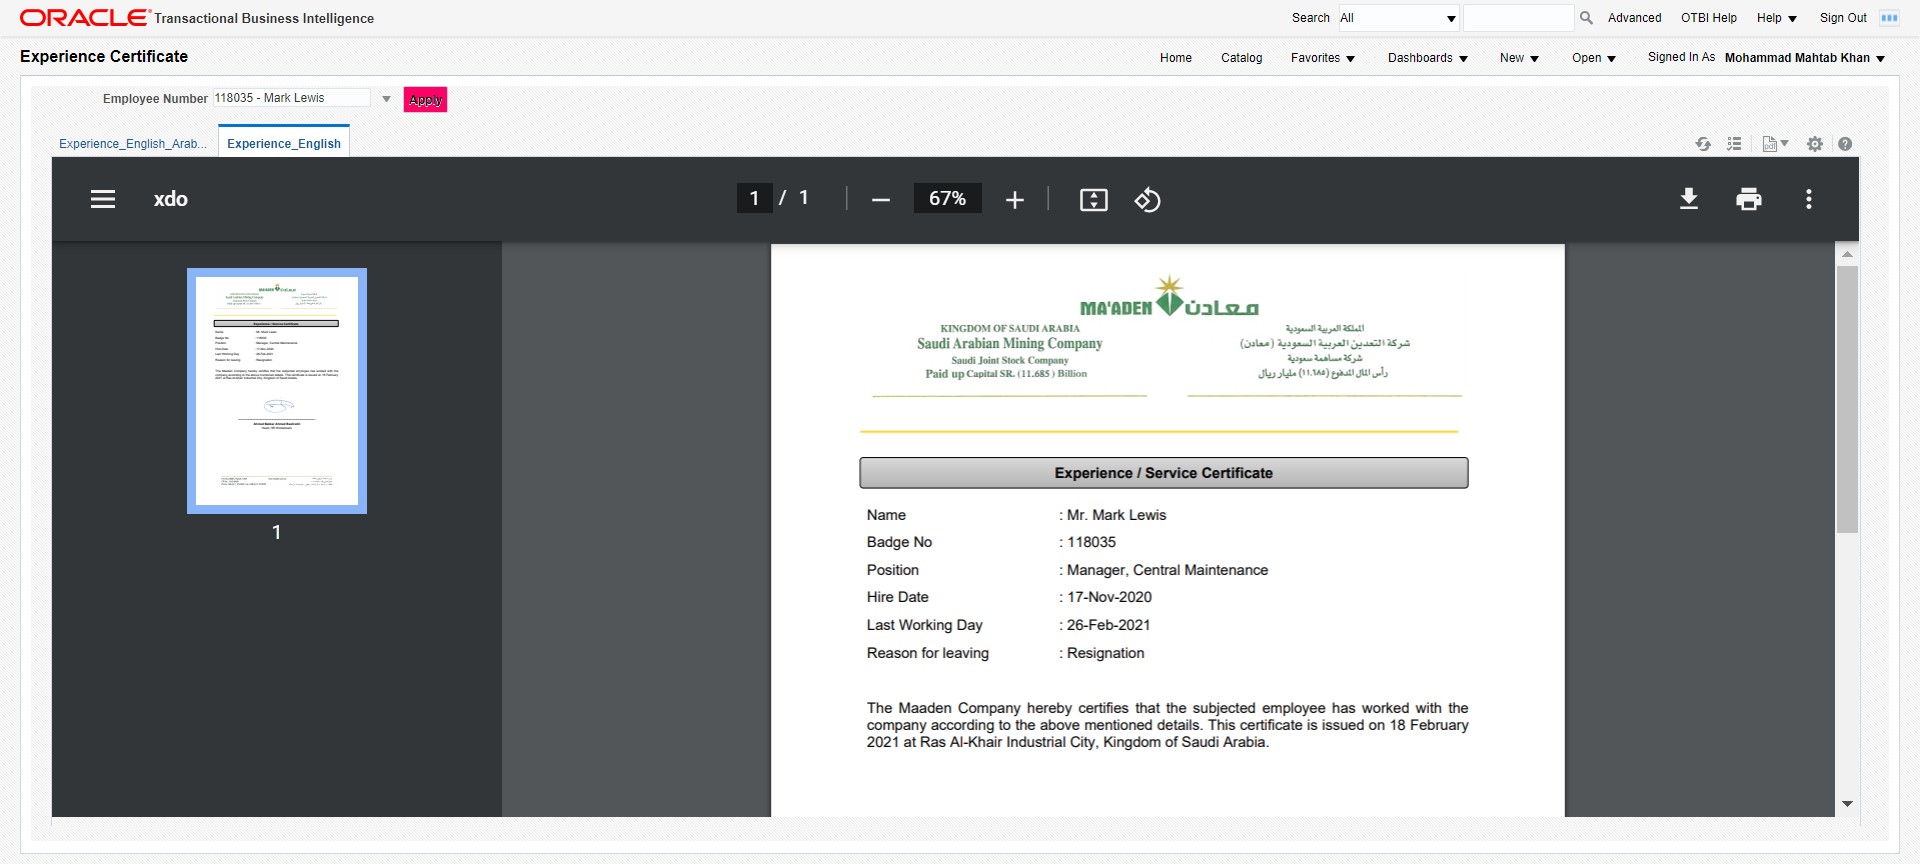 ORACLE Transactional Business Intelligence
Search All Advanced OTBI Help Help Sign Out
Experience Certificate
Home Catalog Favorites Dashboards New Open Signed In As Mohammad Mahtab Khan
Employee Number 118035 - Mark Lewis Apply
Experience_English_Arab... Experience_English
xdo
1 / 1
67%
1
MA'ADEN معادن
KINGDOM OF SAUDI ARABIA
Saudi Arabian Mining Company
Saudi Joint Stock Company
Paid up Capital SR. (11.685 ) Billion
المملكة العربية السعودية
شركة التعدين العربية السعودية (معادن)
شركة مساهمة سعودية
رأس المال المدفوع (١١.٦٨٥) مليار ريال
Experience / Service Certificate
Name : Mr. Mark Lewis
Badge No : 118035
Position : Manager, Central Maintenance
Hire Date : 17-Nov-2020
Last Working Day : 26-Feb-2021
Reason for leaving : Resignation
The Maaden Company hereby certifies that the subjected employee has worked with the
company according to the above mentioned details. This certificate is issued on 18 February
2021 at Ras Al-Khair Industrial City, Kingdom of Saudi Arabia.